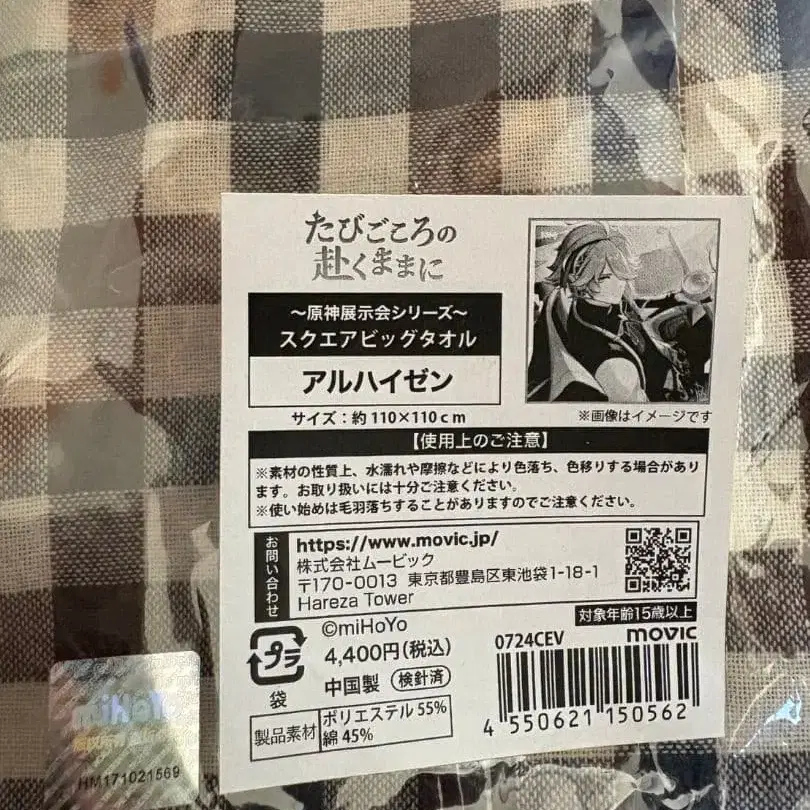 たびごころの
赴くままに
～原神展示会シリーズ～
スクエアビッグタオル
アルハイゼン
サイズ：約110×110ｃｍ
※画像はイメージです
【使用上のご注意】
※素材の性質上、水濡れや摩擦などにより色落ち、色移りする場合があり
ます。お取り扱いには十分ご注意ください。
※使い始めは毛羽落ちすることがありますのでご注意ください。
お問い合わせ
https://www.movic.jp/
株式会社ムービック
〒170-0013 東京都豊島区東池袋1-18-1
Hareza Tower
対象年齢15歳以上
©miHoYo
movic
プラ
袋
4,400円(税込)
中国製 検針済
0724CEV
4 550621 150562
製品素材
ポリエステル 55%
綿 45%
miHoYo
HM171021569